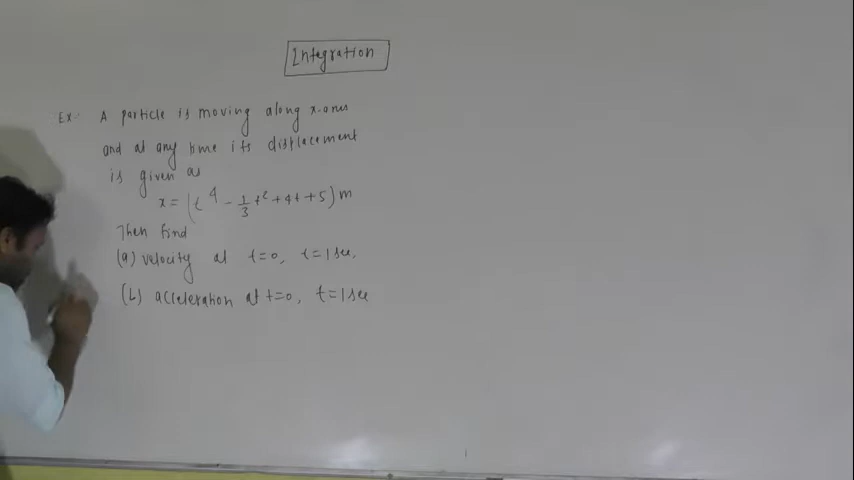 Integration
EX:- A particle is moving along x-axis
and at any time its displacement
is given as
x = (t⁴ - 1/3 t² + 4t + 5) m
Then find
(a) velocity at t=0, t=1 sec.
(b) acceleration at t=0, t=1 sec